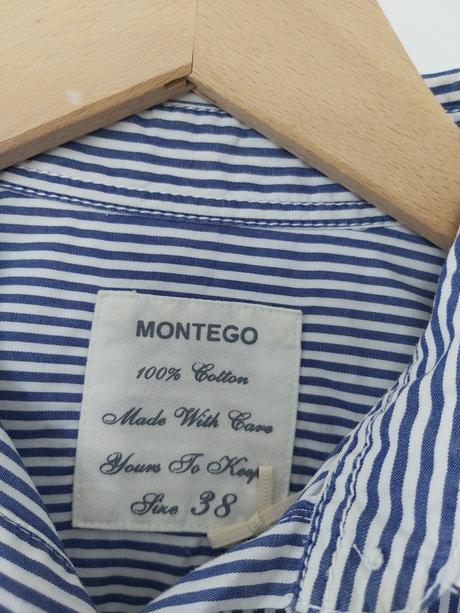 MONTEGO
100% Cotton
Made With Care
Yours To Keep
Size 38